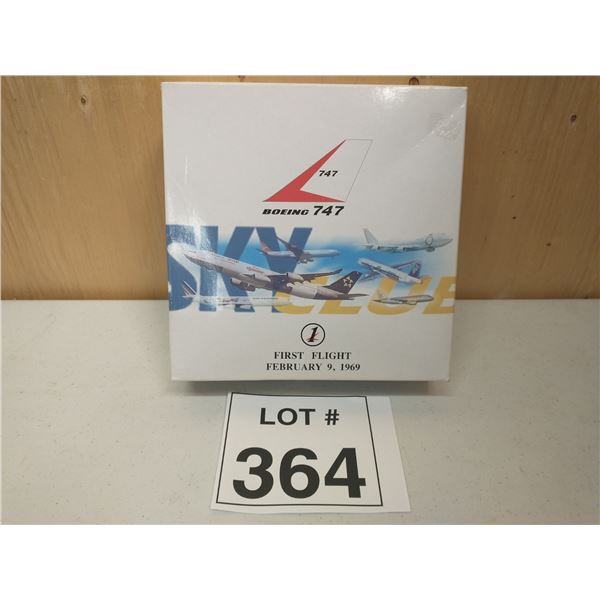 747
BOEING 747
SKY
CLUB
1
FIRST FLIGHT
FEBRUARY 9, 1969
LOT #
364